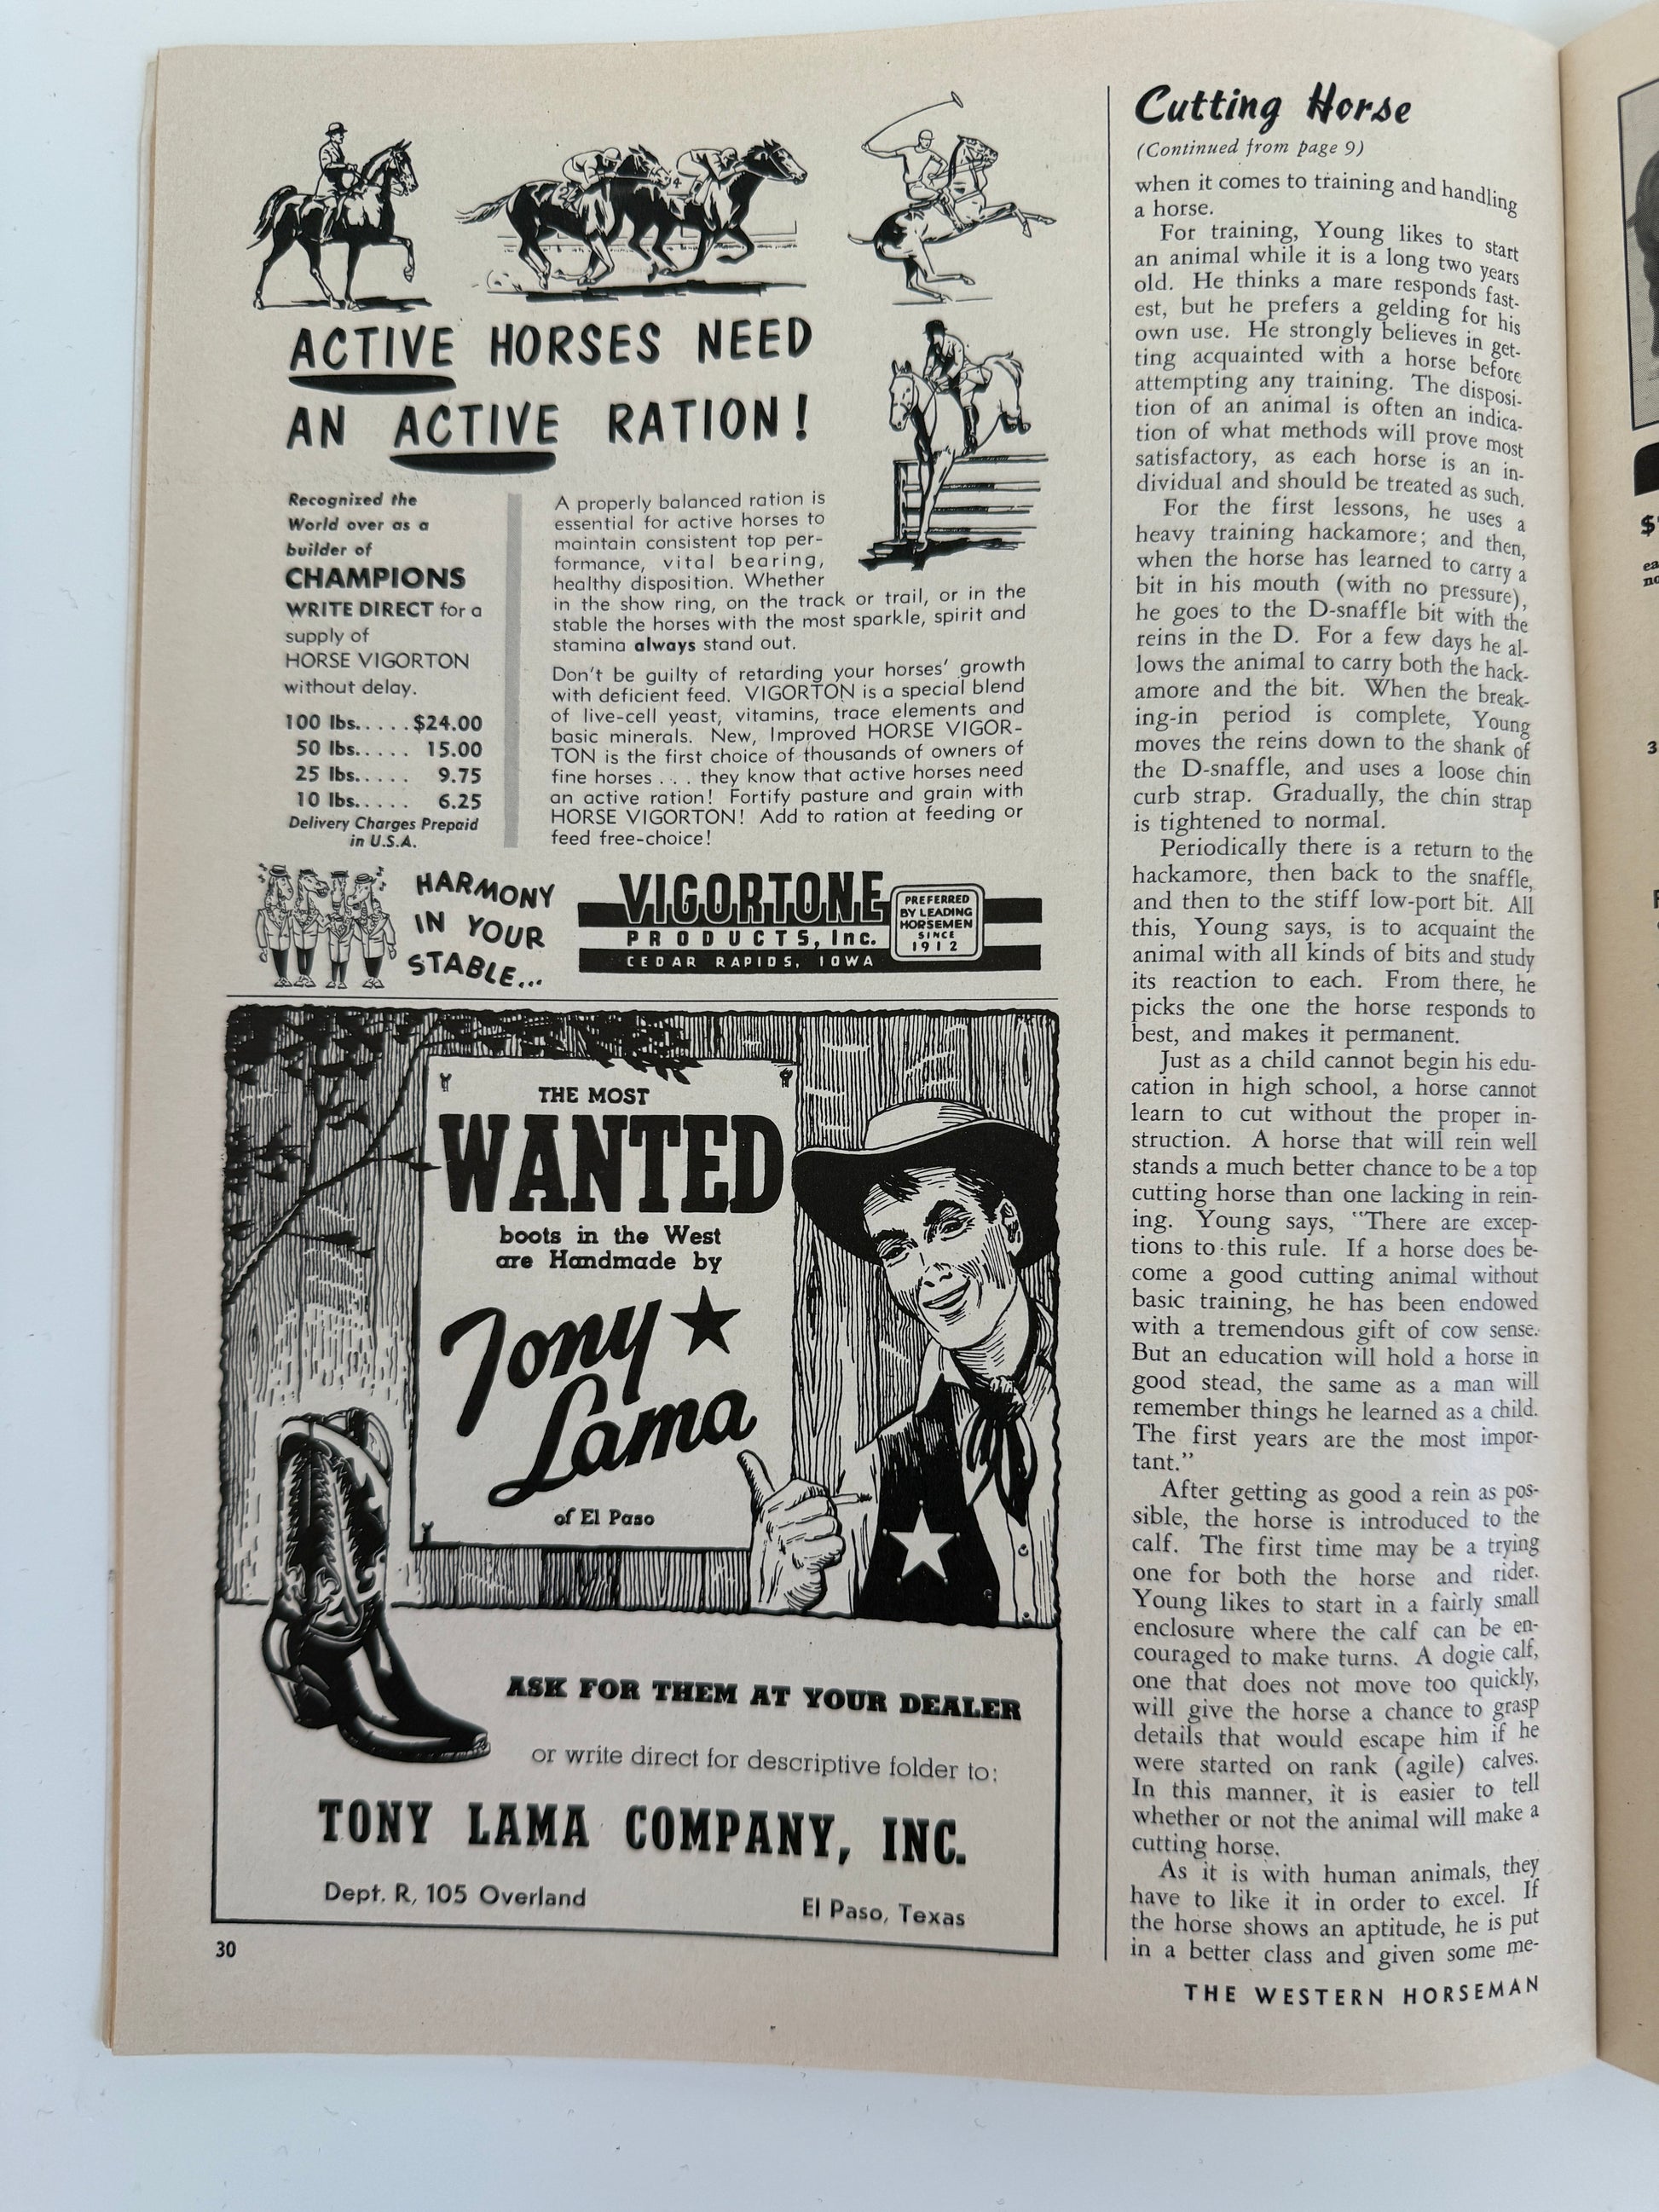 ACTIVE HORSES NEED
AN ACTIVE RATION!
Recognized the
World over as a
builder of
CHAMPIONS
WRITE DIRECT for a
supply of
HORSE VIGORTON
without delay.
100 lbs.....$24.00
50 lbs..... 15.00
25 lbs..... 9.75
10 lbs..... 6.25
Delivery Charges Prepaid
in U.S.A.
A properly balanced ration is
essential for active horses to
maintain consistent top per-
formance, vital bearing,
healthy disposition. Whether
in the show ring, on the track or trail, or in the
stable the horses with the most sparkle, spirit and
stamina always stand out.
Don't be guilty of retarding your horses' growth
with deficient feed. VIGORTON is a special blend
of live-cell yeast, vitamins, trace elements and
basic minerals. New, Improved HORSE VIGOR-
TON is the first choice of thousands of owners of
fine horses . . . they know that active horses need
an active ration! Fortify pasture and grain with
HORSE VIGORTON! Add to ration at feeding or
feed free-choice!
HARMONY
IN YOUR
STABLE...
VIGORTONE
PRODUCTS, Inc.
CEDAR RAPIDS, IOWA
PREFERRED
BY LEADING
HORSEMEN
SINCE
1912
THE MOST
WANTED
boots in the West
are Handmade by
Tony
Lama
of El Paso
ASK FOR THEM AT YOUR DEALER
or write direct for descriptive folder to:
TONY LAMA COMPANY, INC.
Dept. R, 105 Overland El Paso, Texas
30
Cutting Horse
(Continued from page 9)
when it comes to training and handling
a horse.
For training, Young likes to start
an animal while it is a long two years
old. He thinks a mare responds fast-
est, but he prefers a gelding for his
own use. He strongly believes in get-
ting acquainted with a horse before
attempting any training. The disposi-
tion of an animal is often an indica-
tion of what methods will prove most
satisfactory, as each horse is an in-
dividual and should be treated as such.
For the first lessons, he uses a
heavy training hackamore; and then,
when the horse has learned to carry a
bit in his mouth (with no pressure),
he goes to the D-snaffle bit with the
reins in the D. For a few days he al-
lows the animal to carry both the hack-
amore and the bit. When the break-
ing-in period is complete, Young
moves the reins down to the shank of
the D-snaffle, and uses a loose chin
curb strap. Gradually, the chin strap
is tightened to normal.
Periodically there is a return to the
hackamore, then back to the snaffle,
and then to the stiff low-port bit. All
this, Young says, is to acquaint the
animal with all kinds of bits and study
its reaction to each. From there, he
picks the one the horse responds to
best, and makes it permanent.
Just as a child cannot begin his edu-
cation in high school, a horse cannot
learn to cut without the proper in-
struction. A horse that will rein well
stands a much better chance to be a top
cutting horse than one lacking in rein-
ing. Young says, "There are excep-
tions to this rule. If a horse does be-
come a good cutting animal without
basic training, he has been endowed
with a tremendous gift of cow sense.
But an education will hold a horse in
good stead, the same as a man will
remember things he learned as a child.
The first years are the most impor-
tant."
After getting as good a rein as pos-
sible, the horse is introduced to the
calf. The first time may be a trying
one for both the horse and rider.
Young likes to start in a fairly small
enclosure where the calf can be en-
couraged to make turns. A dogie calf,
one that does not move too quickly,
will give the horse a chance to grasp
details that would escape him if he
were started on rank (agile) calves.
In this manner, it is easier to tell
whether or not the animal will make a
cutting horse.
As it is with human animals, they
have to like it in order to excel. If
the horse shows an aptitude, he is put
in a better class and given some me-
THE WESTERN HORSEMAN